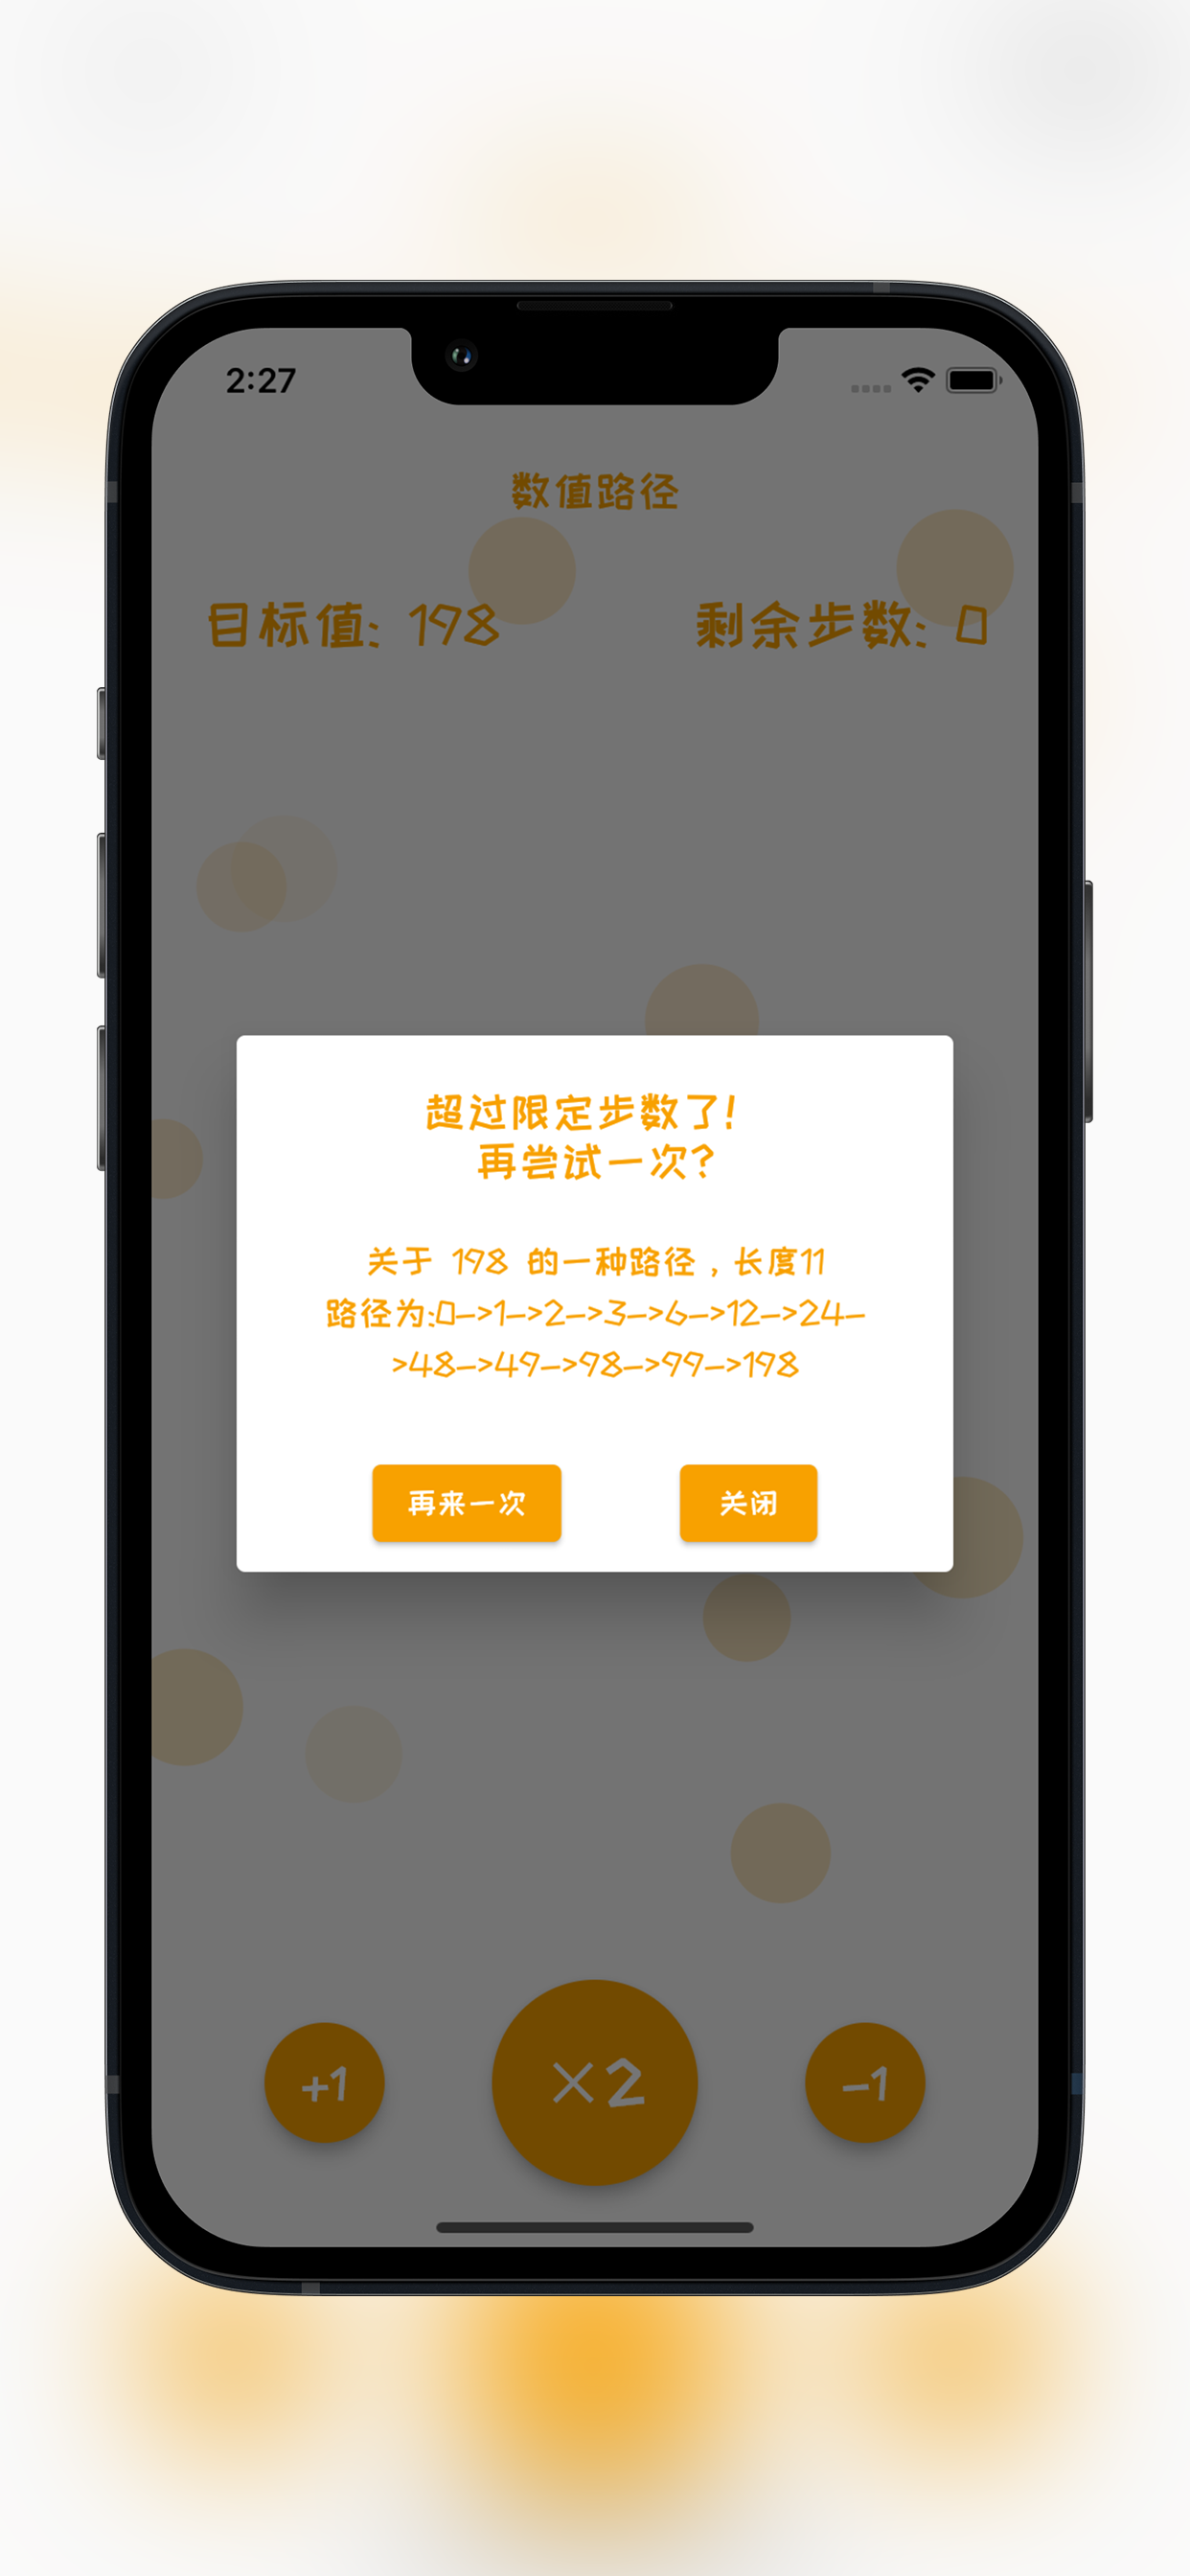 2:27
数值路径
目标值: 198
剩余步数: 0
超过限定步数了!
再尝试一次?
关于 198 的一种路径，长度11
路径为:0->1->2->3->6->12->24-
>48->49->98->99->198
再来一次
关闭
+1
×2
-1